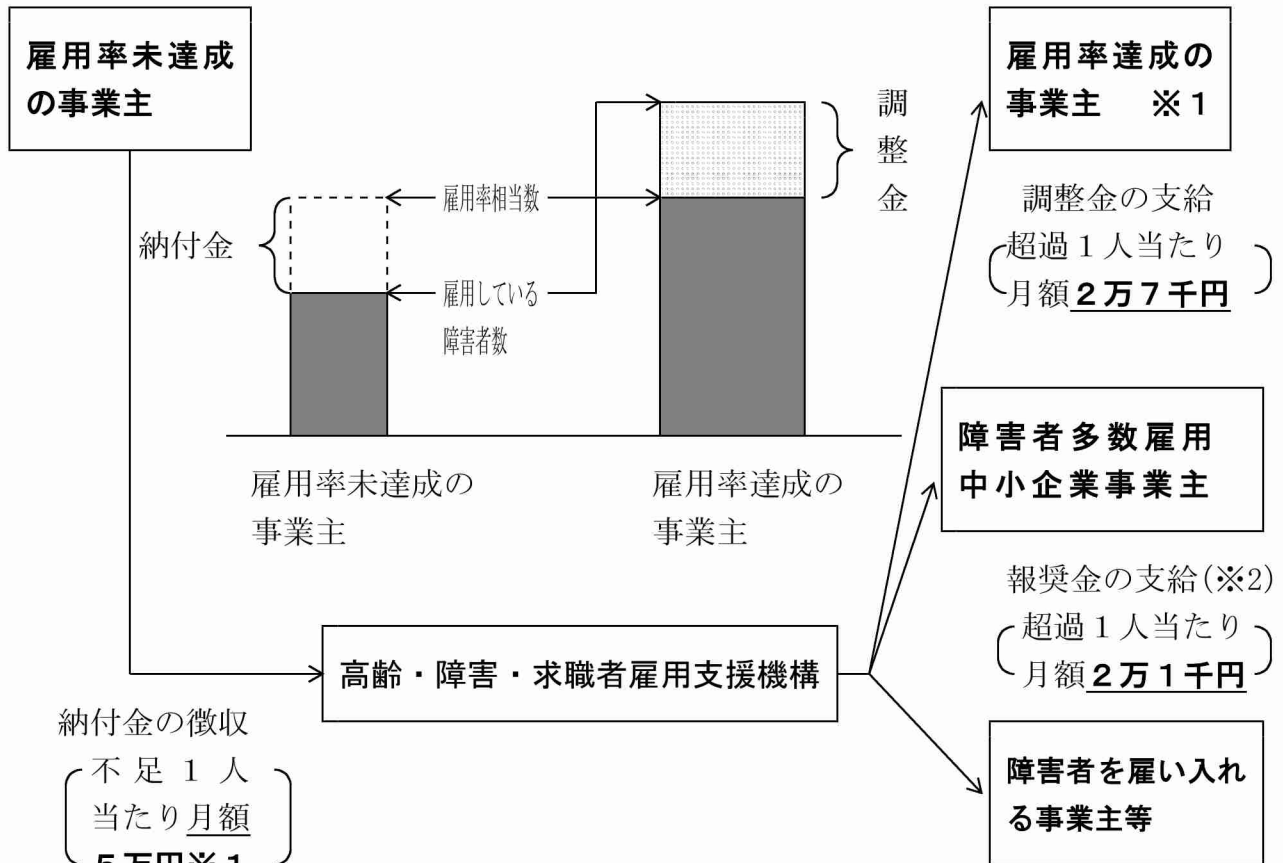 雇用率未達成
の事業主
納付金
雇用率相当数
雇用している
障害者数
調
整
金
雇用率未達成の
事業主
雇用率達成の
事業主
雇用率達成の
事業主 ※1
調整金の支給
超過1人当たり
月額2万7千円
障害者多数雇用
中小企業事業主
報奨金の支給(※2)
超過1人当たり
月額2万1千円
高齢・障害・求職者雇用支援機構
納付金の徴収
不足1人
当たり月額
5万円※1
障害者を雇い入れ
る事業主等